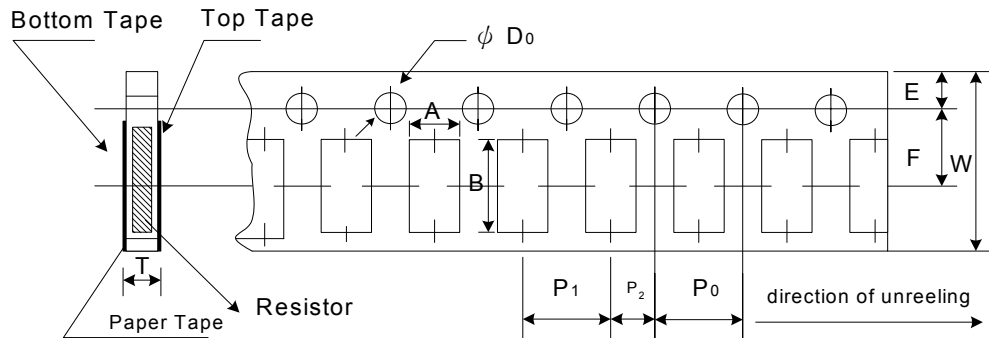 Bottom Tape
Top Tape
ϕ D0
E
A
F
W
B
T
P1
P2
P0
Resistor
direction of unreeling
Paper Tape